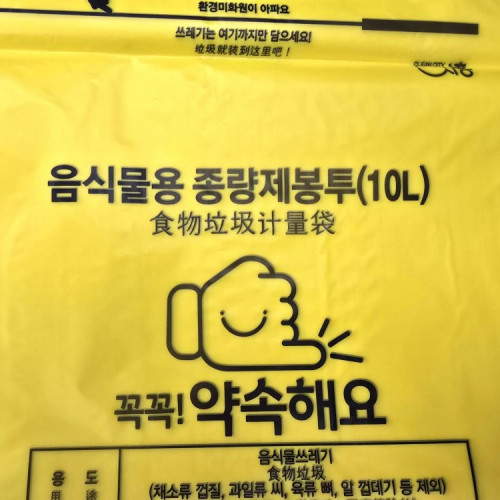 환경미화원이 아파요
쓰레기는 여기까지만 담으세요!
垃圾就装到这里吧！
음식물용 종량제봉투(10L)
食物垃圾计量袋
꼭꼭! 약속해요
용 도
用 途
음식물쓰레기
食物垃圾
(채소류 껍질, 과일류 씨, 육류 뼈, 알 껍데기 등 제외)